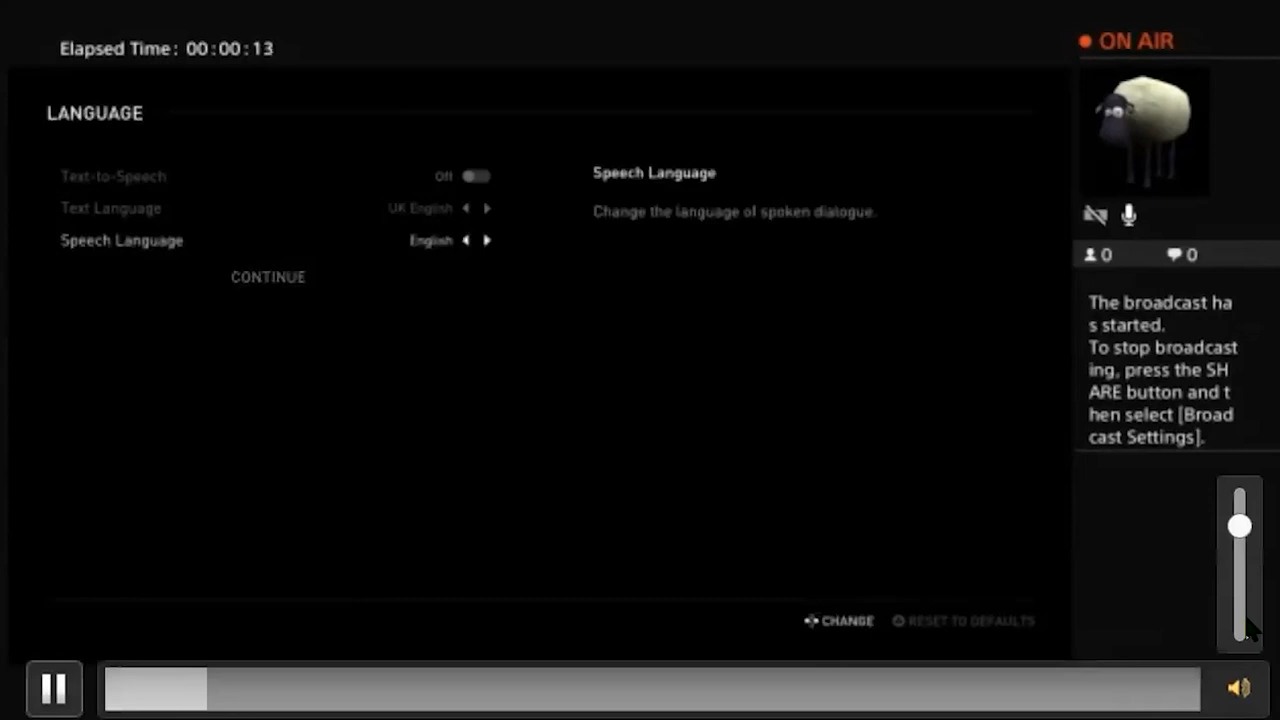 Elapsed Time: 00:00:13
ON AIR
LANGUAGE
Text-to-Speech Off
Text Language UK English
Speech Language English
CONTINUE
Speech Language
Change the language of spoken dialogue.
0 0
The broadcast ha
s started.
To stop broadcast
ing, press the SH
ARE button and t
hen select [Broad
cast Settings].
CHANGE RESET TO DEFAULTS